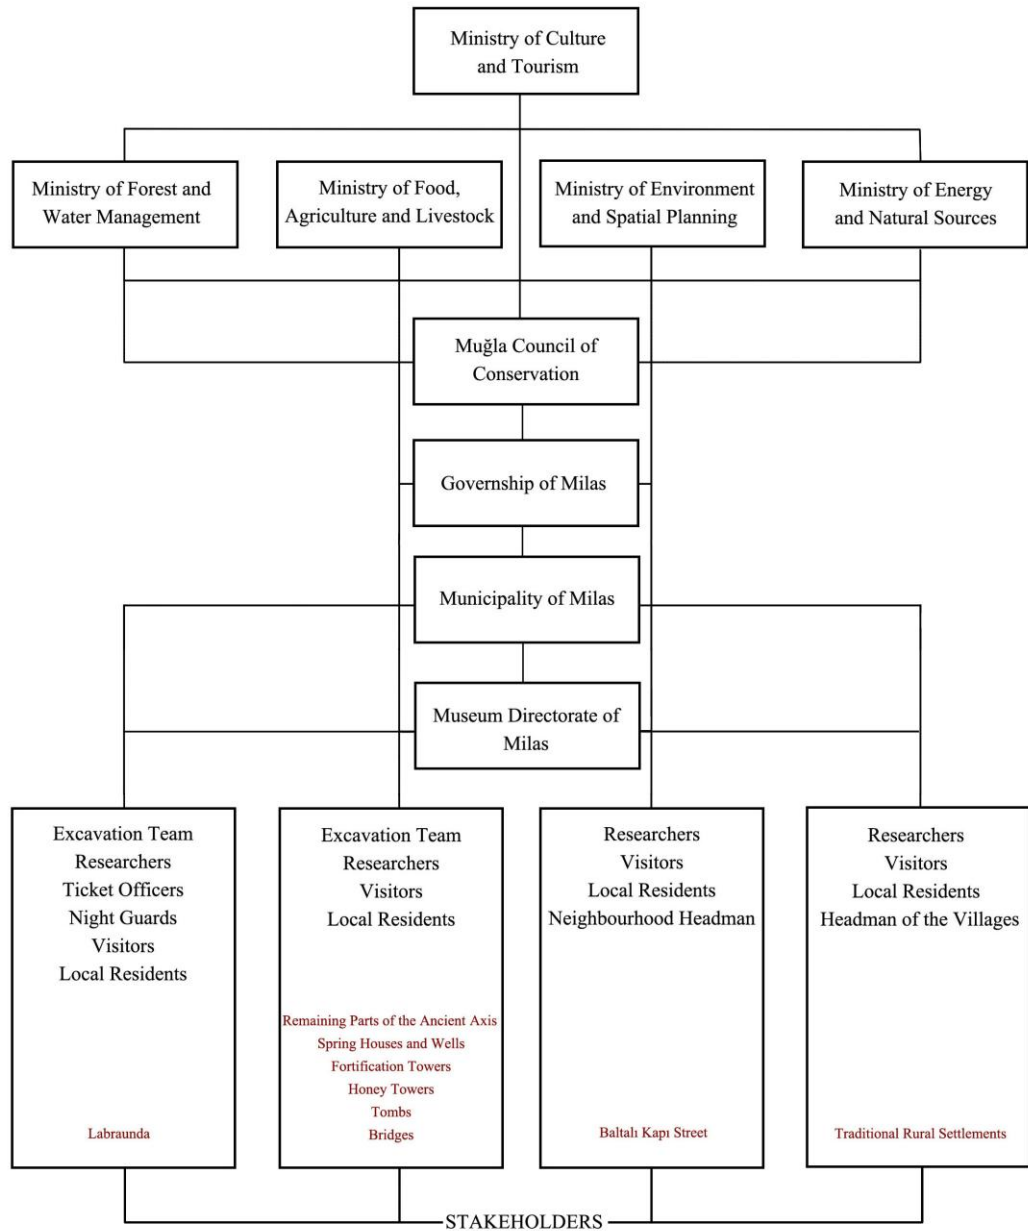 Ministry of Culture
and Tourism
Ministry of Forest and
Water Management
Ministry of Food,
Agriculture and Livestock
Ministry of Environment
and Spatial Planning
Ministry of Energy
and Natural Sources
Muğla Council of
Conservation
Governship of Milas
Municipality of Milas
Museum Directorate of
Milas
Excavation Team
Researchers
Ticket Officers
Night Guards
Visitors
Local Residents
Labraunda
Excavation Team
Researchers
Visitors
Local Residents
Remaining Parts of the Ancient Axis
Spring Houses and Wells
Fortification Towers
Honey Towers
Tombs
Bridges
Researchers
Visitors
Local Residents
Neighbourhood Headman
Baltalı Kapı Street
Researchers
Visitors
Local Residents
Headman of the Villages
Traditional Rural Settlements
STAKEHOLDERS